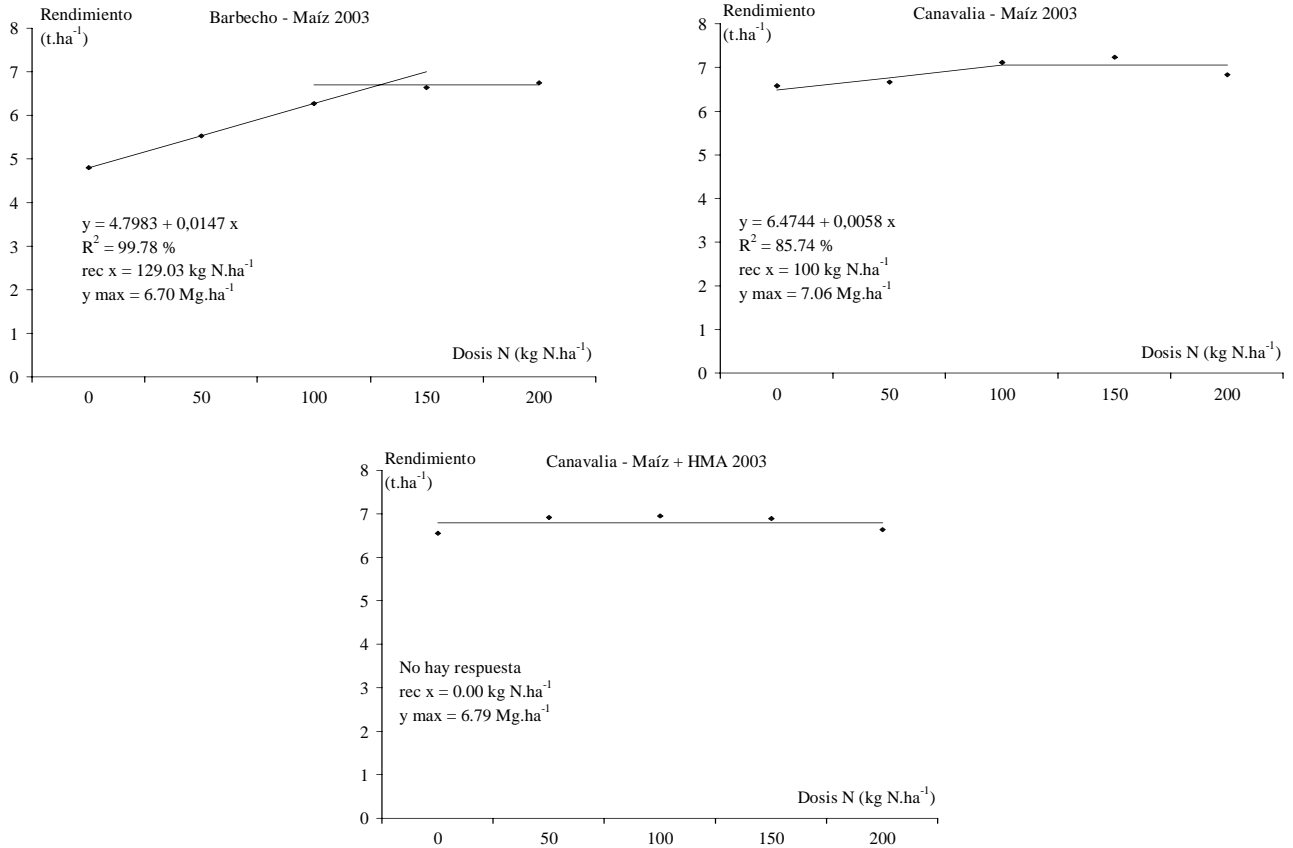 Rendimiento
(t.ha-1)
Barbecho - Maíz 2003
8
7
6
5
4
3
2
1
0
y = 4.7983 + 0,0147 x
R2 = 99.78 %
rec x = 129.03 kg N.ha-1
y max = 6.70 Mg.ha-1
Dosis N (kg N.ha-1)
0 50 100 150 200
Rendimiento
(t.ha-1)
Canavalia - Maíz 2003
8
7
6
5
4
3
2
1
0
y = 6.4744 + 0,0058 x
R2 = 85.74 %
rec x = 100 kg N.ha-1
y max = 7.06 Mg.ha-1
Dosis N (kg N.ha-1)
0 50 100 150 200
Rendimiento
(t.ha-1)
Canavalia - Maíz + HMA 2003
8
7
6
5
4
3
2
1
0
No hay respuesta
rec x = 0.00 kg N.ha-1
y max = 6.79 Mg.ha-1
Dosis N (kg N.ha-1)
0 50 100 150 200